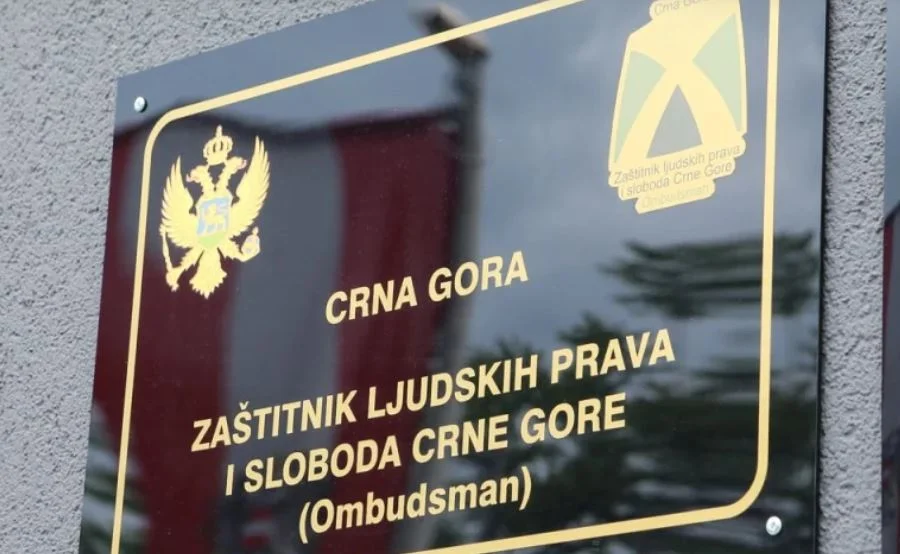 Crna Gora
Zaštitnik ljudskih prava
i sloboda Crne Gore
Ombudsman
CRNA GORA
ZAŠTITNIK LJUDSKIH PRAVA
I SLOBODA CRNE GORE
(Ombudsman)